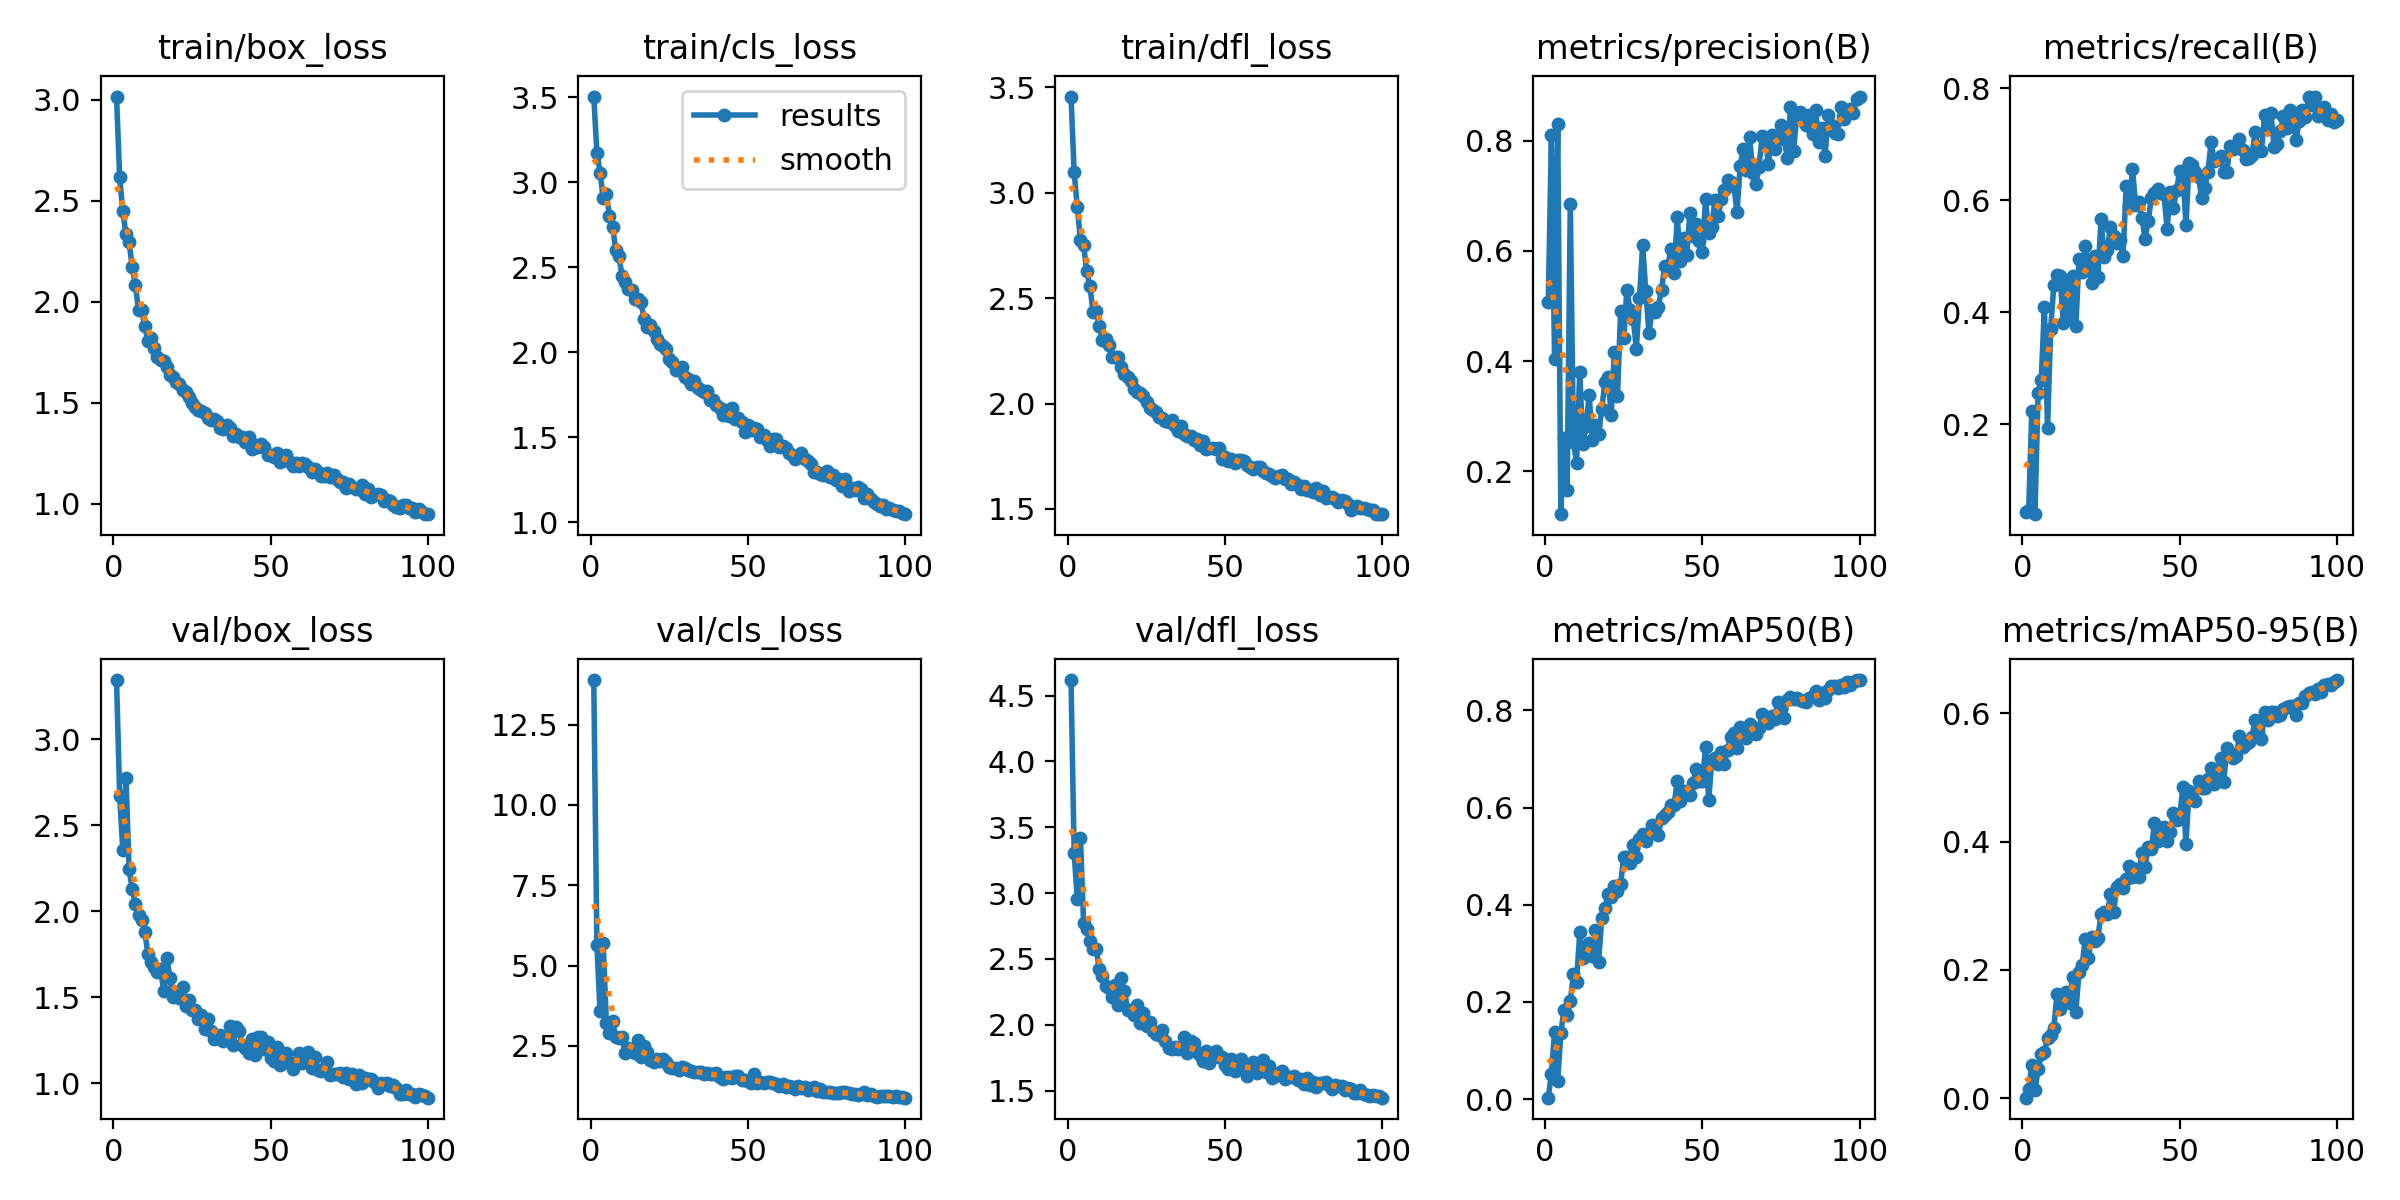 train/box_loss
3.0
2.5
2.0
1.5
1.0
0 50 100
train/cls_loss
results
smooth
3.5
3.0
2.5
2.0
1.5
1.0
0 50 100
train/dfl_loss
3.5
3.0
2.5
2.0
1.5
0 50 100
metrics/precision(B)
0.8
0.6
0.4
0.2
0 50 100
metrics/recall(B)
0.8
0.6
0.4
0.2
0 50 100
val/box_loss
3.0
2.5
2.0
1.5
1.0
0 50 100
val/cls_loss
12.5
10.0
7.5
5.0
2.5
0 50 100
val/dfl_loss
4.5
4.0
3.5
3.0
2.5
2.0
1.5
0 50 100
metrics/mAP50(B)
0.8
0.6
0.4
0.2
0.0
0 50 100
metrics/mAP50-95(B)
0.6
0.4
0.2
0.0
0 50 100